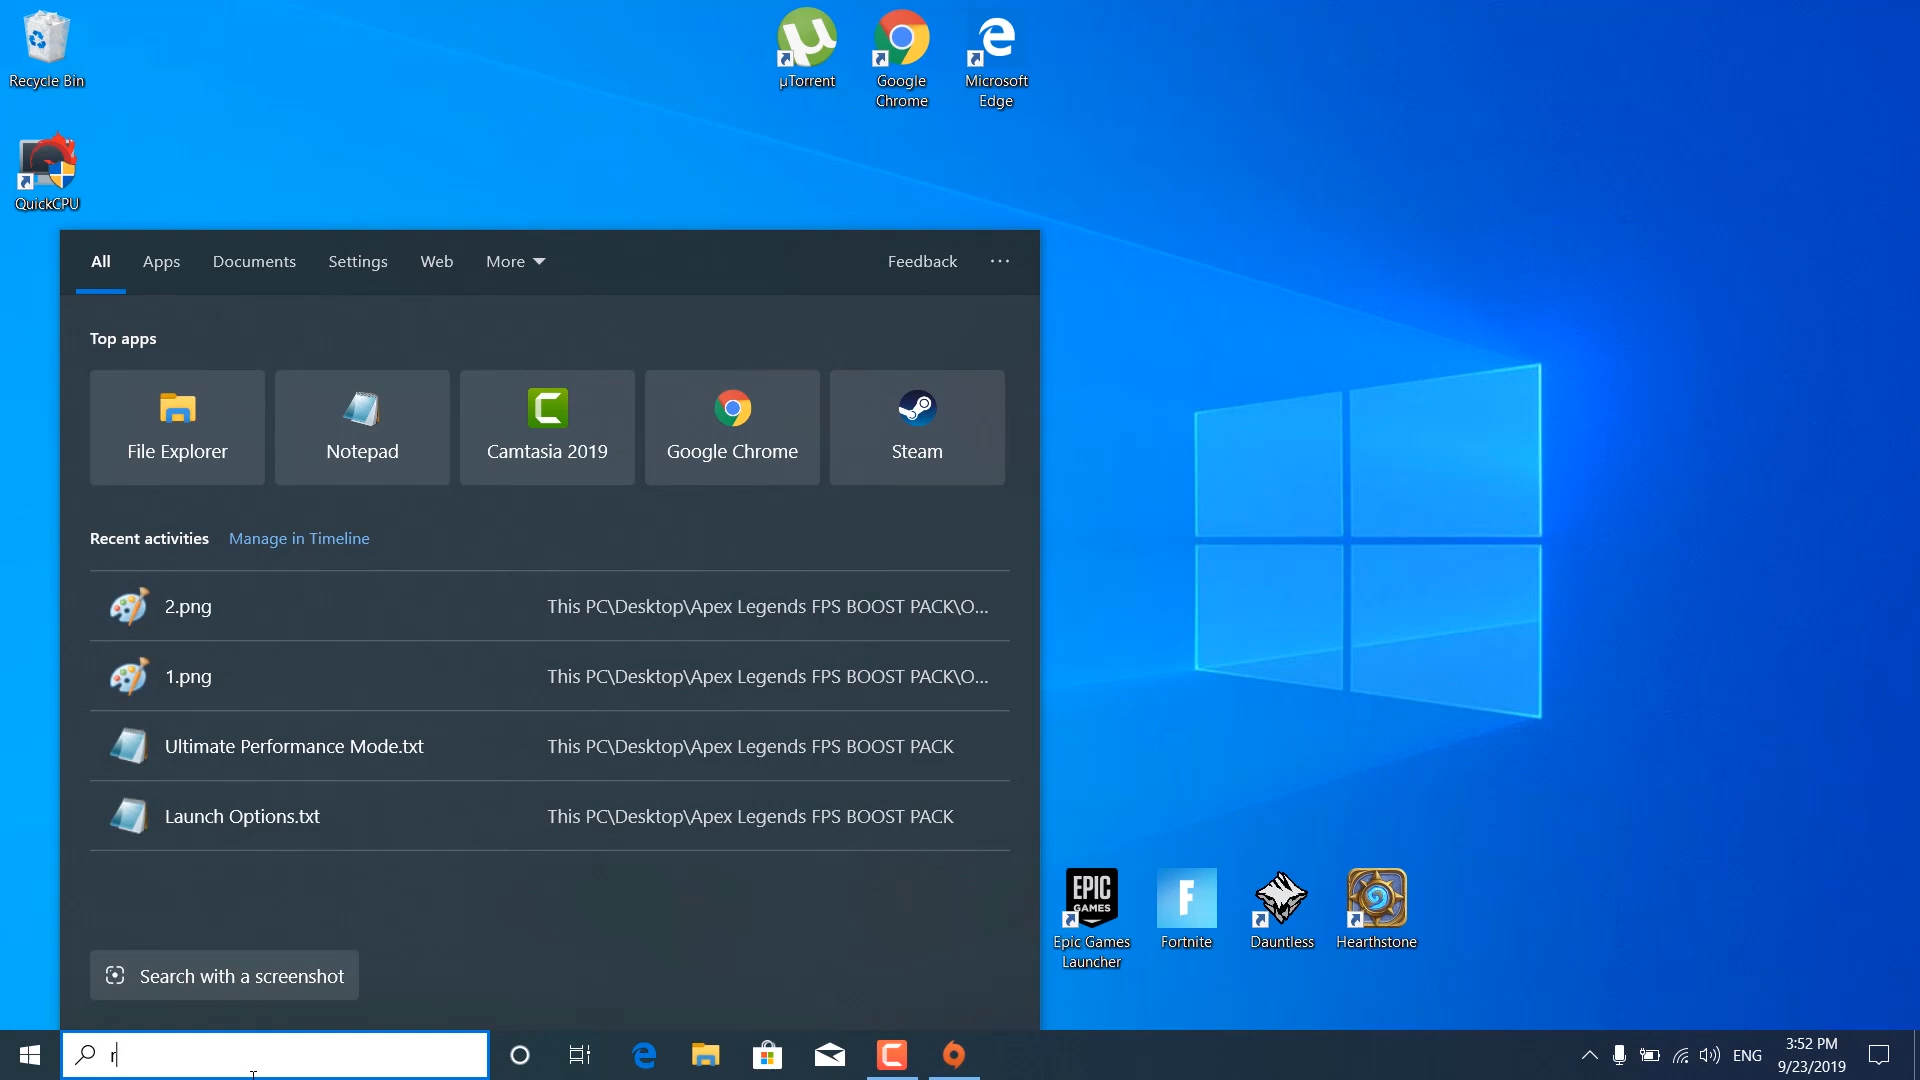 Recycle Bin
µTorrent
Google
Chrome
Microsoft
Edge
QuickCPU
All Apps Documents Settings Web More Feedback ···
Top apps
File Explorer
Notepad
Camtasia 2019
Google Chrome
Steam
Recent activities Manage in Timeline
2.png This PC\Desktop\Apex Legends FPS BOOST PACK\O...
1.png This PC\Desktop\Apex Legends FPS BOOST PACK\O...
Ultimate Performance Mode.txt This PC\Desktop\Apex Legends FPS BOOST PACK
Launch Options.txt This PC\Desktop\Apex Legends FPS BOOST PACK
EPIC
GAMES
Epic Games
Launcher
F
Fortnite
Dauntless
Hearthstone
Search with a screenshot
r
ENG
3:52 PM
9/23/2019